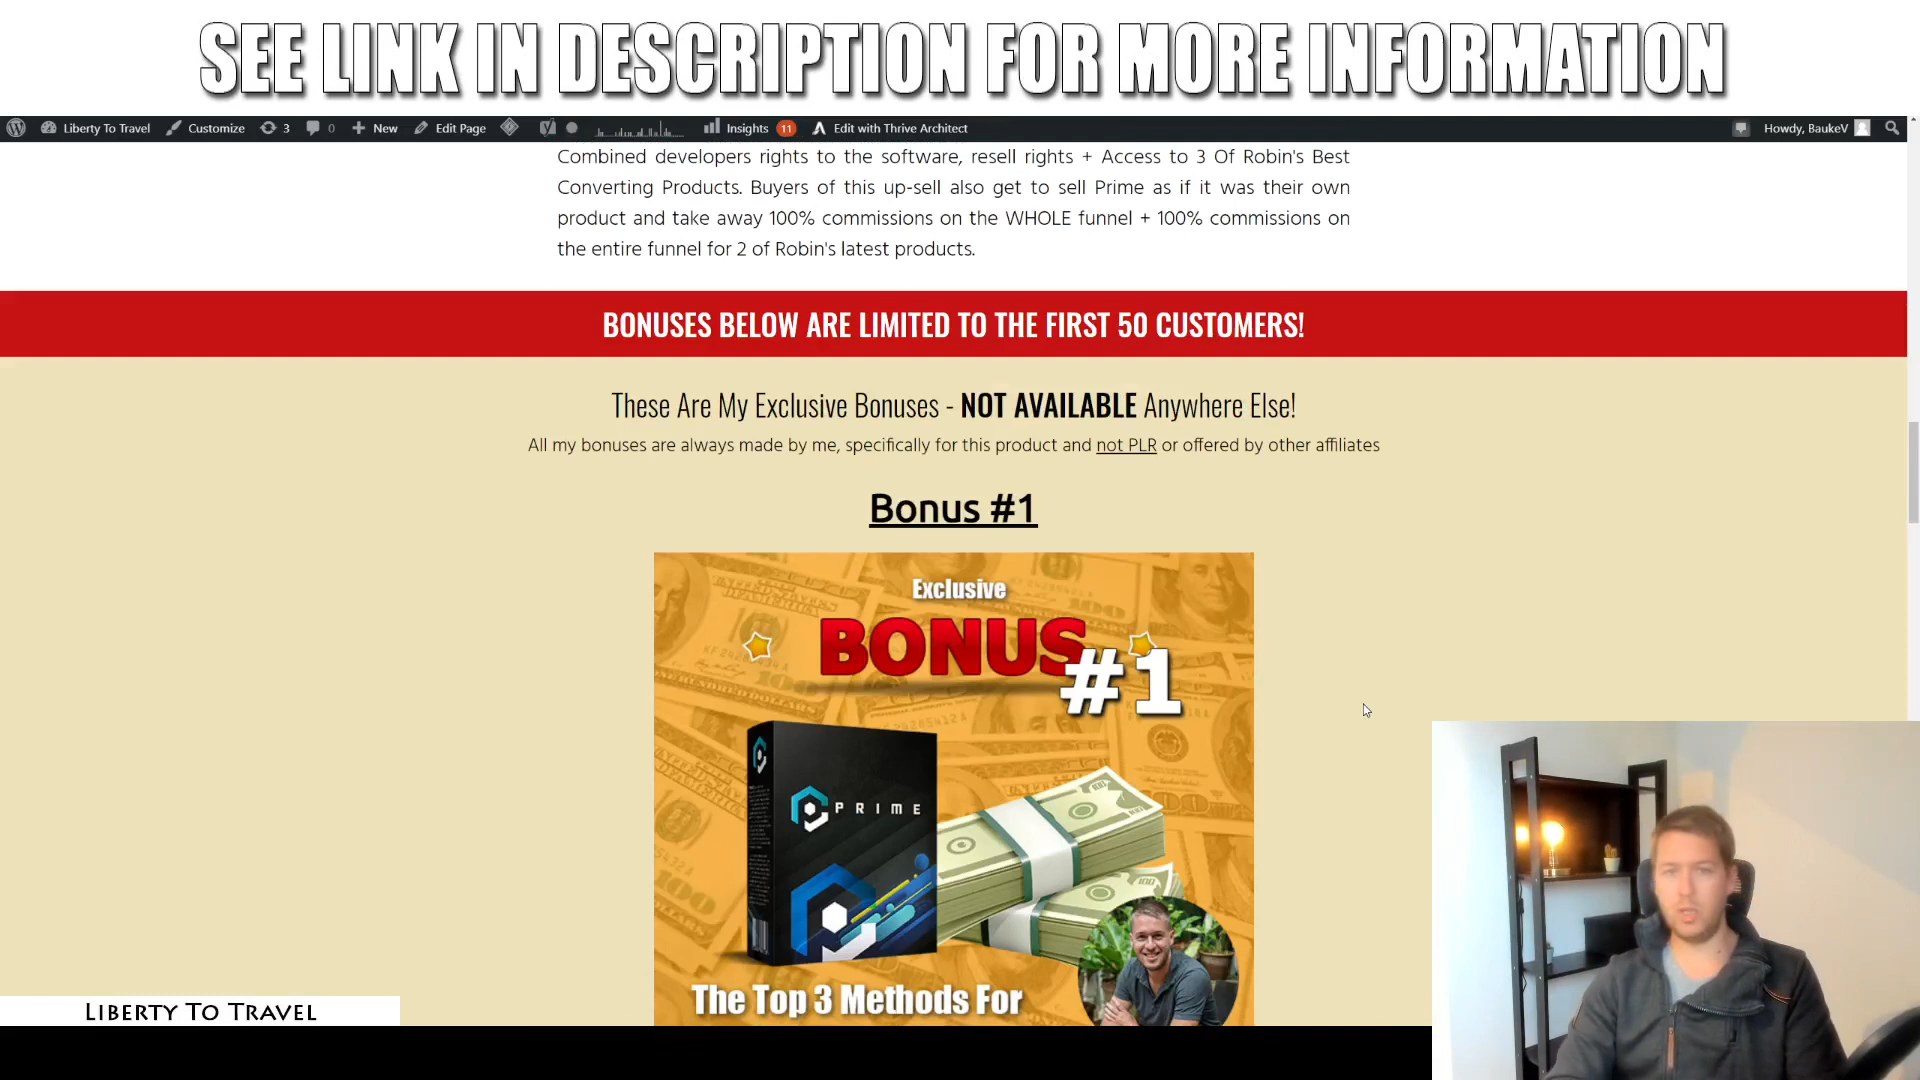 SEE LINK IN DESCRIPTION FOR MORE INFORMATION
Liberty To Travel Customize 3 0 New Edit Page Insights 11 Edit with Thrive Architect Howdy, BaukeV
Combined developers rights to the software, resell rights + Access to 3 Of Robin's Best
Converting Products. Buyers of this up-sell also get to sell Prime as if it was their own
product and take away 100% commissions on the WHOLE funnel + 100% commissions on
the entire funnel for 2 of Robin's latest products.
BONUSES BELOW ARE LIMITED TO THE FIRST 50 CUSTOMERS!
These Are My Exclusive Bonuses - NOT AVAILABLE Anywhere Else!
All my bonuses are always made by me, specifically for this product and not PLR or offered by other affiliates
Bonus #1
Exclusive
BONUS
#1
PRIME
The Top 3 Methods For
LIBERTY TO TRAVEL